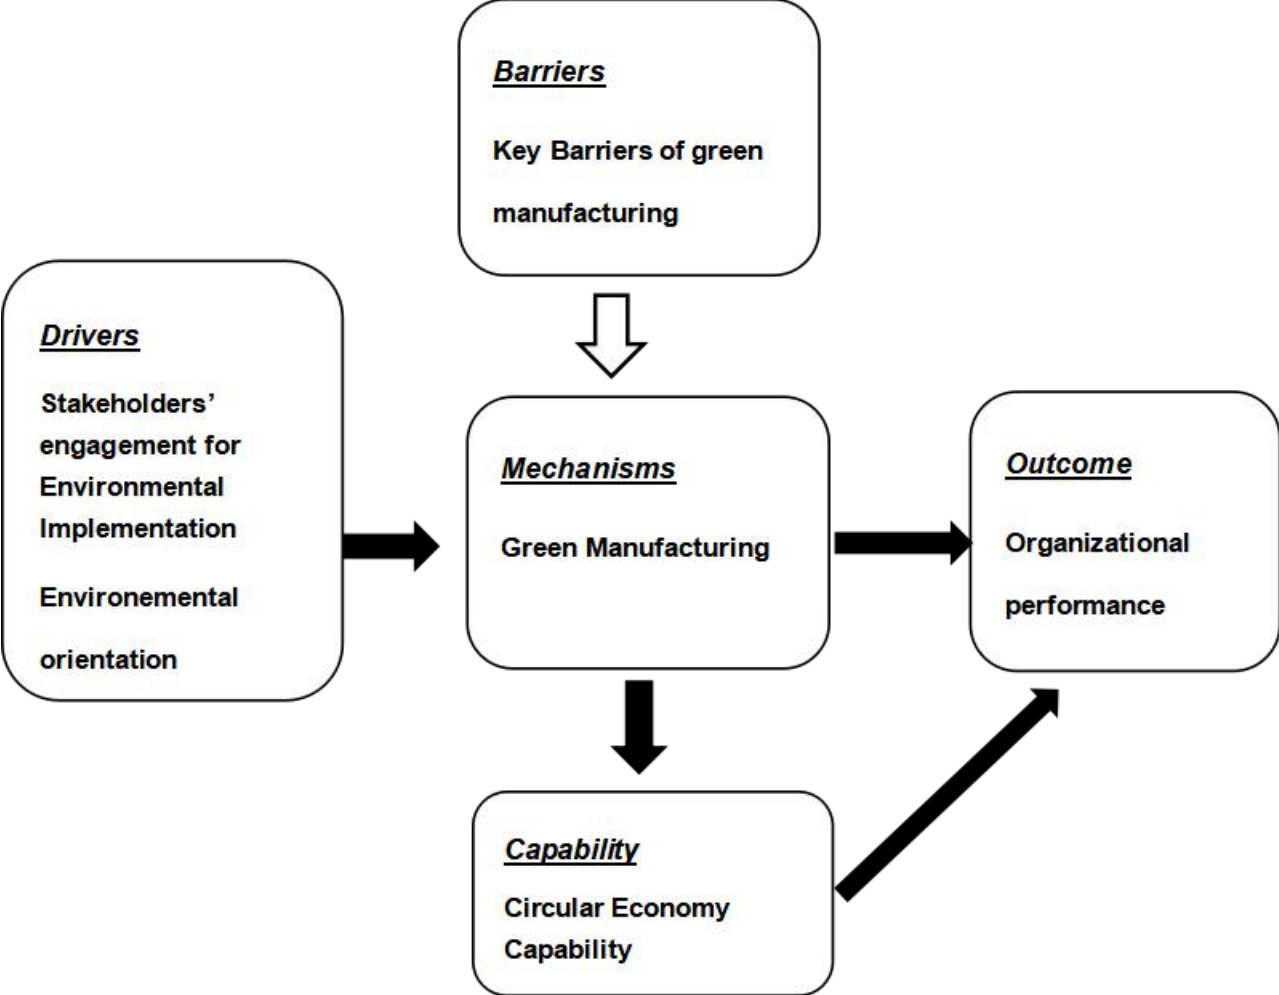 Barriers
Key Barriers of green
manufacturing
Drivers
Stakeholders’
engagement for
Environmental
Implementation
Environemental
orientation
Mechanisms
Green Manufacturing
Outcome
Organizational
performance
Capability
Circular Economy
Capability